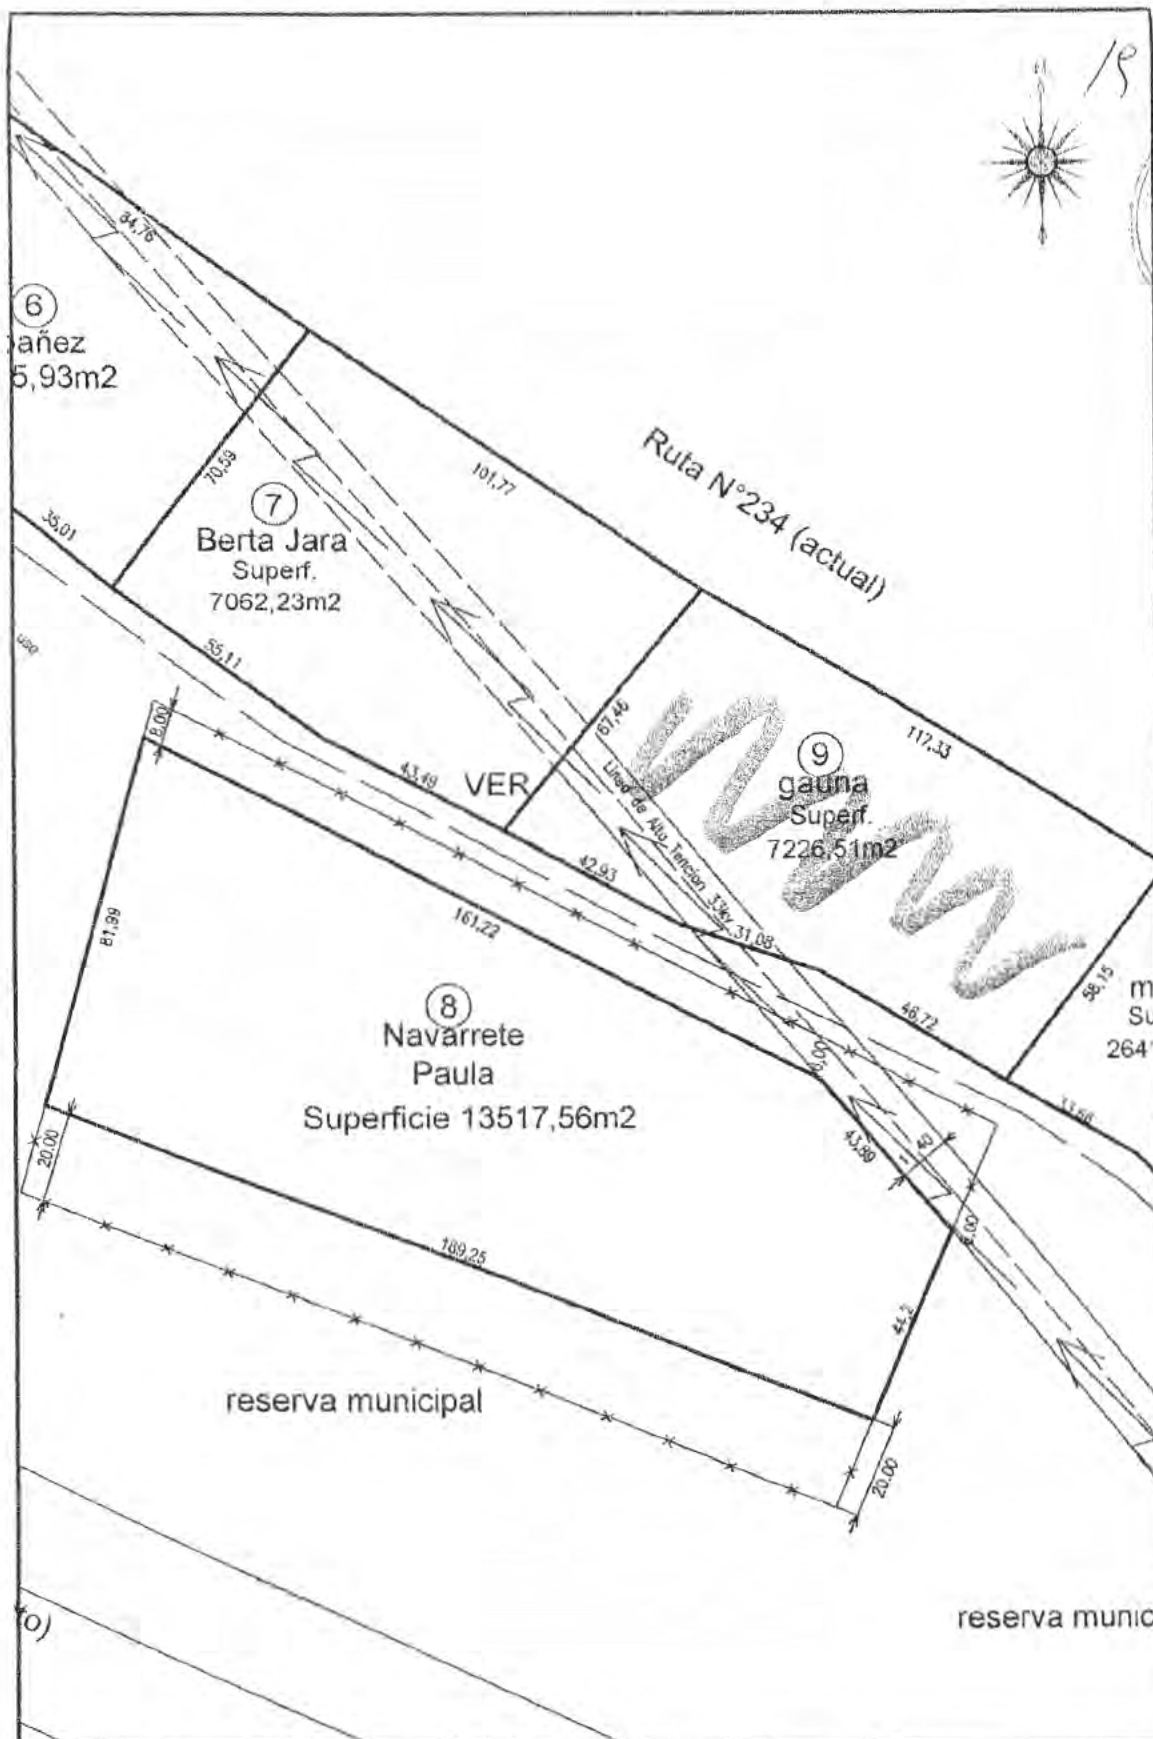 19
84,76
6
5,93m2
70,59
101,77
Ruta N°234 (actual)
7
Berta Jara
Superf.
7062,23m2
35,01
uso
55,11
8.00
43,49
VER
67,46
117,33
9
gauna
Superf.
7226,51m2
Linea de Alta Tencion 33kv
31,08
42,93
161,22
81,99
46,72
58,15
8
Navarrete
Paula
Superficie 13517,56m2
20.00
43,89
40
33,66
189,25
44,2
reserva municipal
20.00
reserva munic